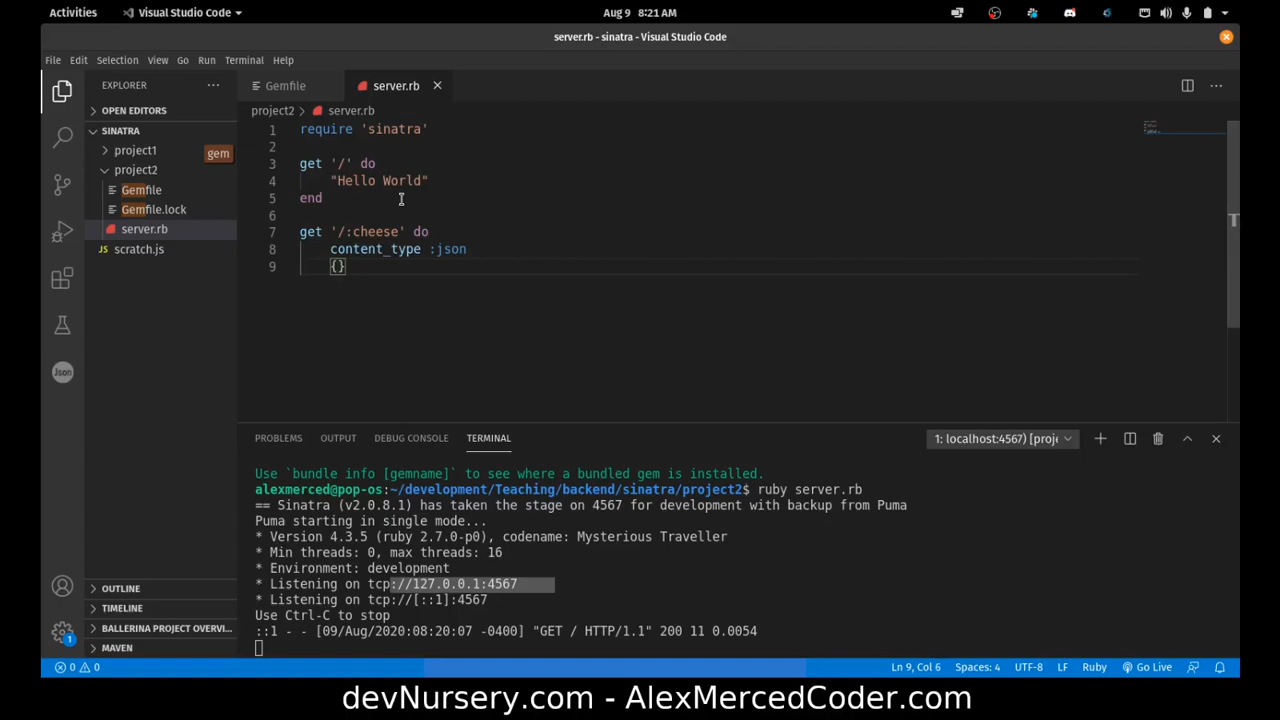 Activities
Visual Studio Code
Aug 9 8:21 AM
server.rb - sinatra - Visual Studio Code
File Edit Selection View Go Run Terminal Help
EXPLORER
OPEN EDITORS
SINATRA
project1
gem
project2
Gemfile
Gemfile.lock
server.rb
scratch.js
Json
OUTLINE
TIMELINE
BALLERINA PROJECT OVERVI...
MAVEN
Gemfile
server.rb
project2 > server.rb
1 require 'sinatra'
2
3 get '/' do
4 "Hello World"
5 end
6
7 get '/:cheese' do
8 content_type :json
9 {}
PROBLEMS OUTPUT DEBUG CONSOLE TERMINAL
1: localhost:4567) [proje
Use `bundle info [gemname]` to see where a bundled gem is installed.
alexmerced@pop-os:~/development/Teaching/backend/sinatra/project2$ ruby server.rb
== Sinatra (v2.0.8.1) has taken the stage on 4567 for development with backup from Puma
Puma starting in single mode...
* Version 4.3.5 (ruby 2.7.0-p0), codename: Mysterious Traveller
* Min threads: 0, max threads: 16
* Environment: development
* Listening on tcp://127.0.0.1:4567
* Listening on tcp://[::1]:4567
Use Ctrl-C to stop
::1 - - [09/Aug/2020:08:20:07 -0400] "GET / HTTP/1.1" 200 11 0.0054
1
0 0
Ln 9, Col 6 Spaces: 4 UTF-8 LF Ruby Go Live
devNursery.com - AlexMercedCoder.com